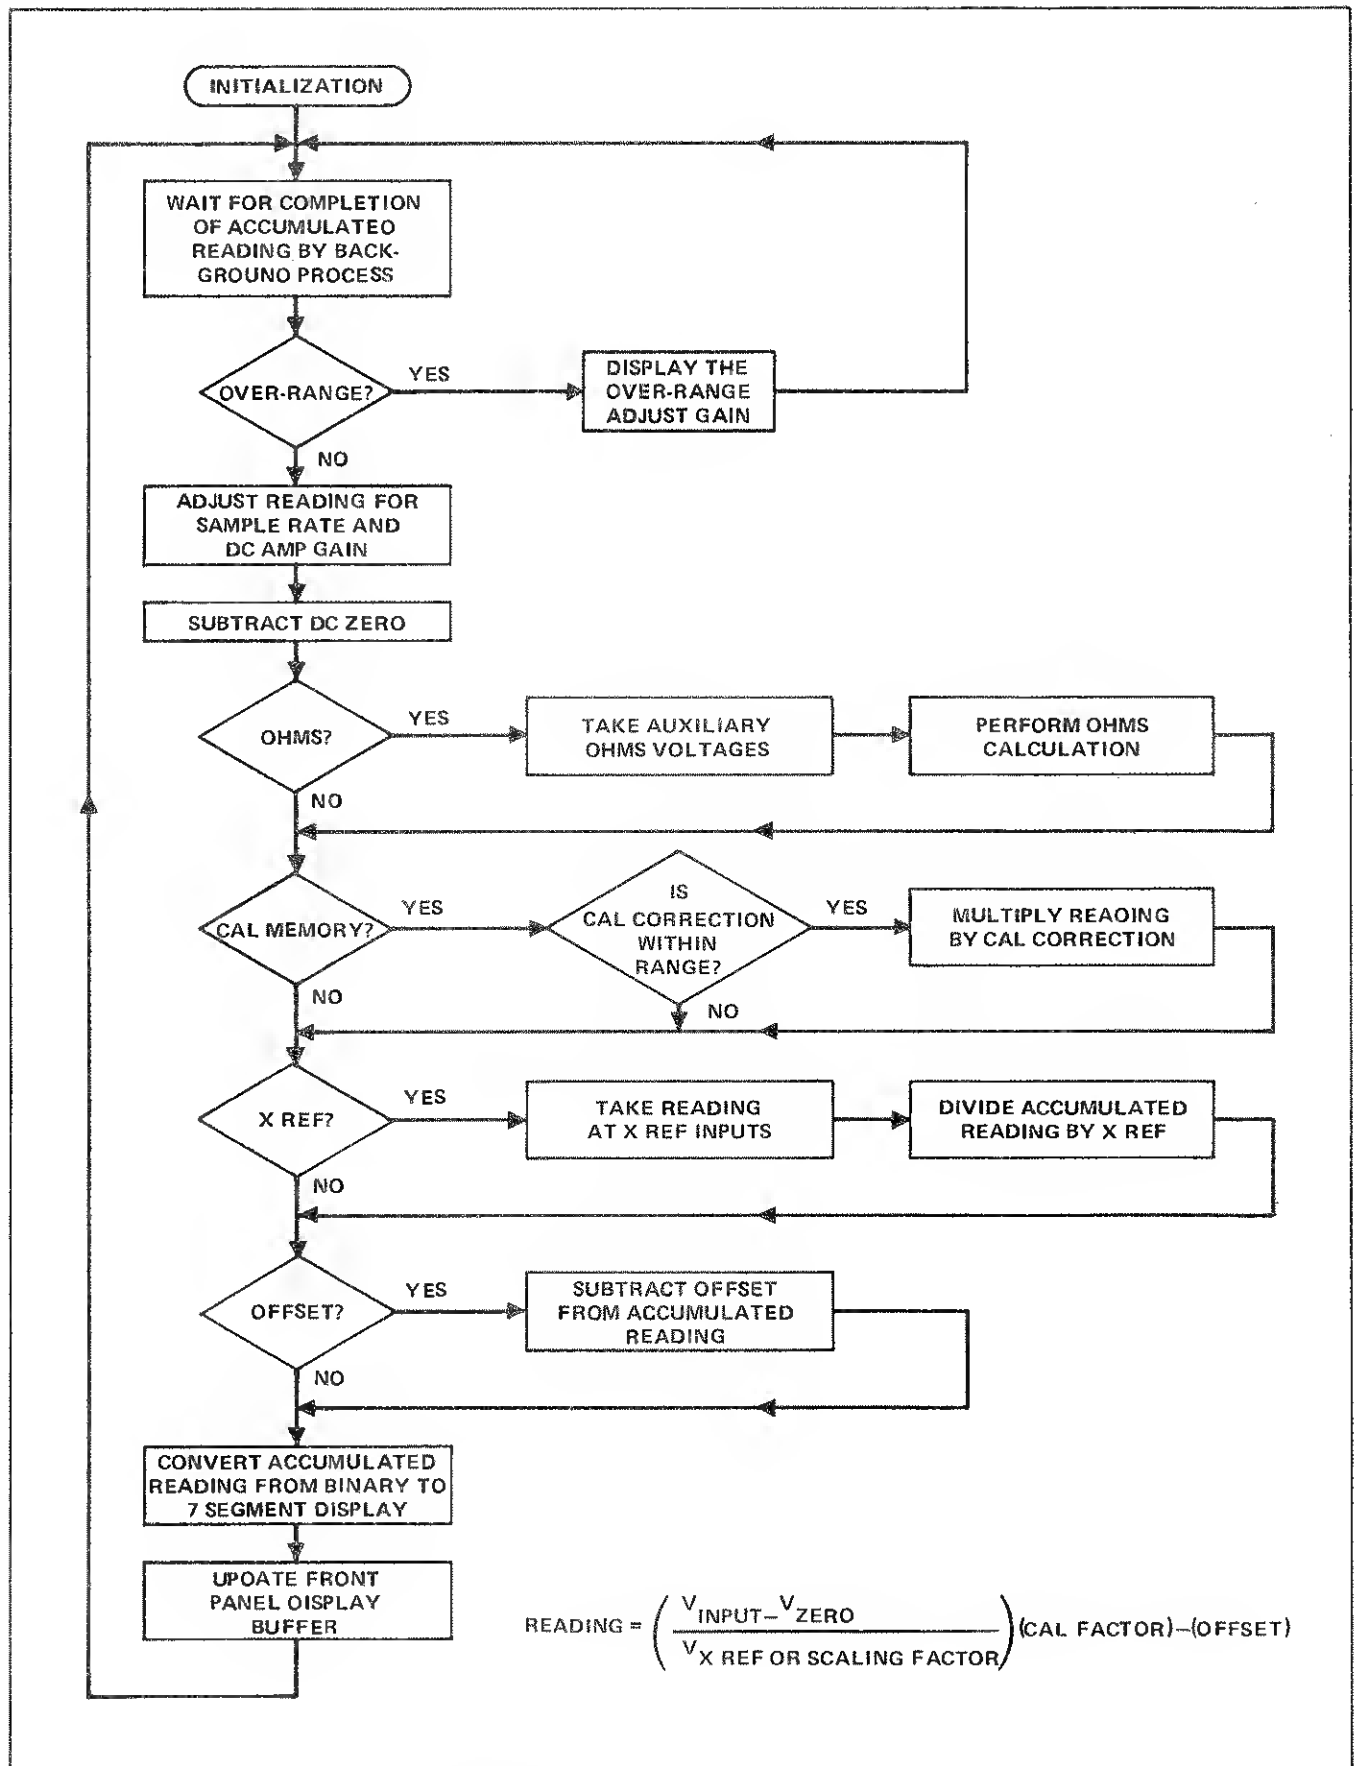 INITIALIZATION
WAIT FOR COMPLETION
OF ACCUMULATEO
READING BY BACK-
GROUNO PROCESS
OVER-RANGE?
YES
DISPLAY THE
OVER-RANGE
ADJUST GAIN
NO
ADJUST READING FOR
SAMPLE RATE AND
DC AMP GAIN
SUBTRACT DC ZERO
OHMS?
YES
TAKE AUXILIARY
OHMS VOLTAGES
PERFORM OHMS
CALCULATION
NO
CAL MEMORY?
YES
IS
CAL CORRECTION
WITHIN
RANGE?
YES
MULTIPLY REAOING
BY CAL CORRECTION
NO
NO
X REF?
YES
TAKE READING
AT X REF INPUTS
DIVIDE ACCUMULATED
READING BY X REF
NO
OFFSET?
YES
SUBTRACT OFFSET
FROM ACCUMULATED
READING
NO
CONVERT ACCUMULATED
READING FROM BINARY TO
7 SEGMENT DISPLAY
UPOATE FRONT
PANEL DISPLAY
BUFFER
READING = ( V INPUT – V ZERO / V X REF OR SCALING FACTOR ) (CAL FACTOR)–(OFFSET)